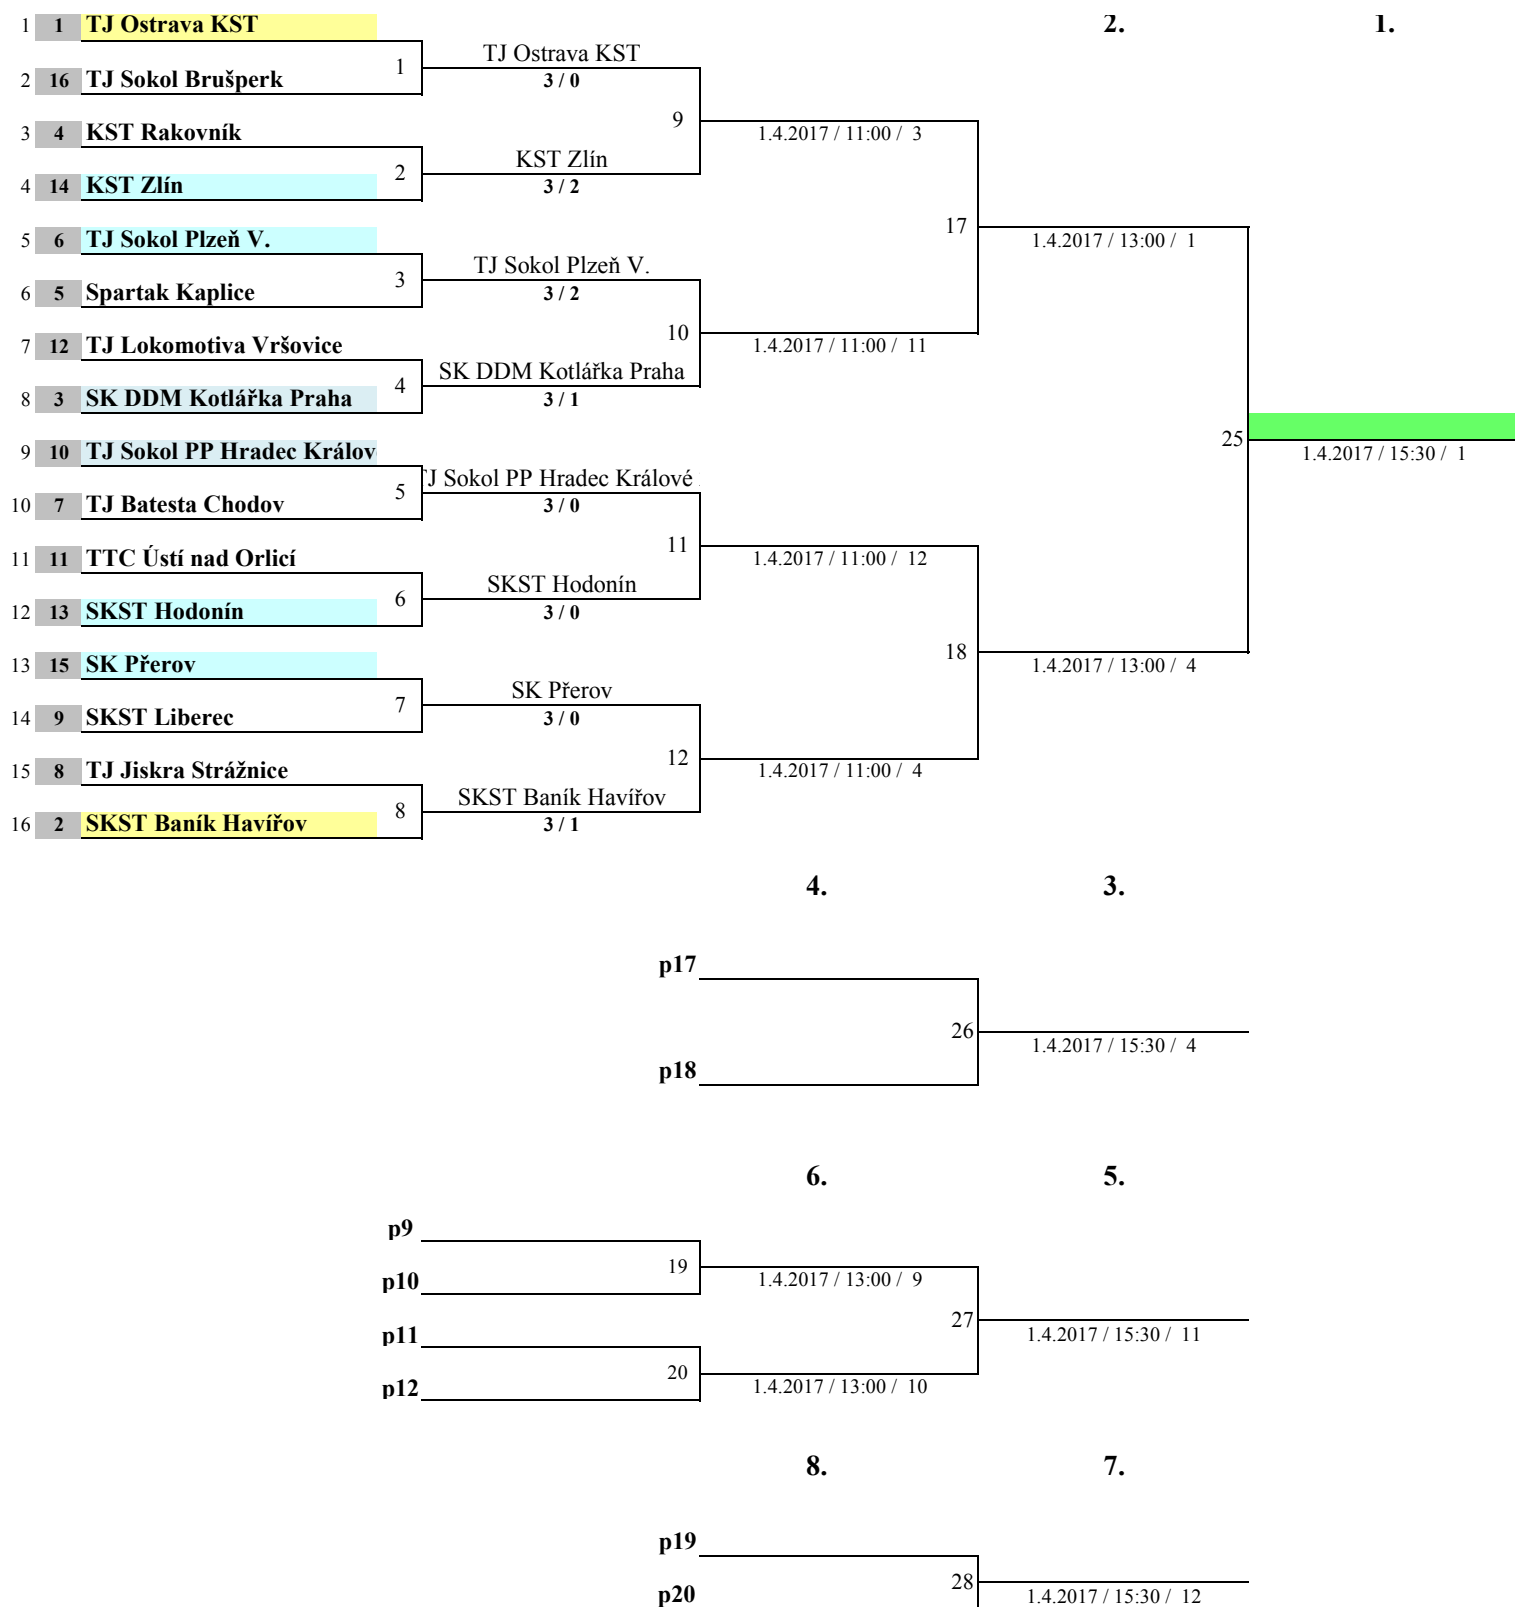 2. 1.
1 1 TJ Ostrava KST
TJ Ostrava KST
1
3 / 0
2 16 TJ Sokol Brušperk
9
3 4 KST Rakovník
1.4.2017 / 11:00 / 3
KST Zlín
2
3 / 2
4 14 KST Zlín
17
5 6 TJ Sokol Plzeň V.
1.4.2017 / 13:00 / 1
TJ Sokol Plzeň V.
3
3 / 2
6 5 Spartak Kaplice
10
7 12 TJ Lokomotiva Vršovice
1.4.2017 / 11:00 / 11
SK DDM Kotlářka Praha
4
3 / 1
8 3 SK DDM Kotlářka Praha
25
9 10 TJ Sokol PP Hradec Králov
1.4.2017 / 15:30 / 1
TJ Sokol PP Hradec Králové
5
3 / 0
10 7 TJ Batesta Chodov
11
11 11 TTC Ústí nad Orlicí
1.4.2017 / 11:00 / 12
SKST Hodonín
6
3 / 0
12 13 SKST Hodonín
18
13 15 SK Přerov
1.4.2017 / 13:00 / 4
SK Přerov
7
3 / 0
14 9 SKST Liberec
12
15 8 TJ Jiskra Strážnice
1.4.2017 / 11:00 / 4
SKST Baník Havířov
8
3 / 1
16 2 SKST Baník Havířov
4. 3.
p17
26
1.4.2017 / 15:30 / 4
p18
6. 5.
p9
19
1.4.2017 / 13:00 / 9
p10
27
p11
1.4.2017 / 15:30 / 11
20
p12
1.4.2017 / 13:00 / 10
8. 7.
p19
28
p20
1.4.2017 / 15:30 / 12